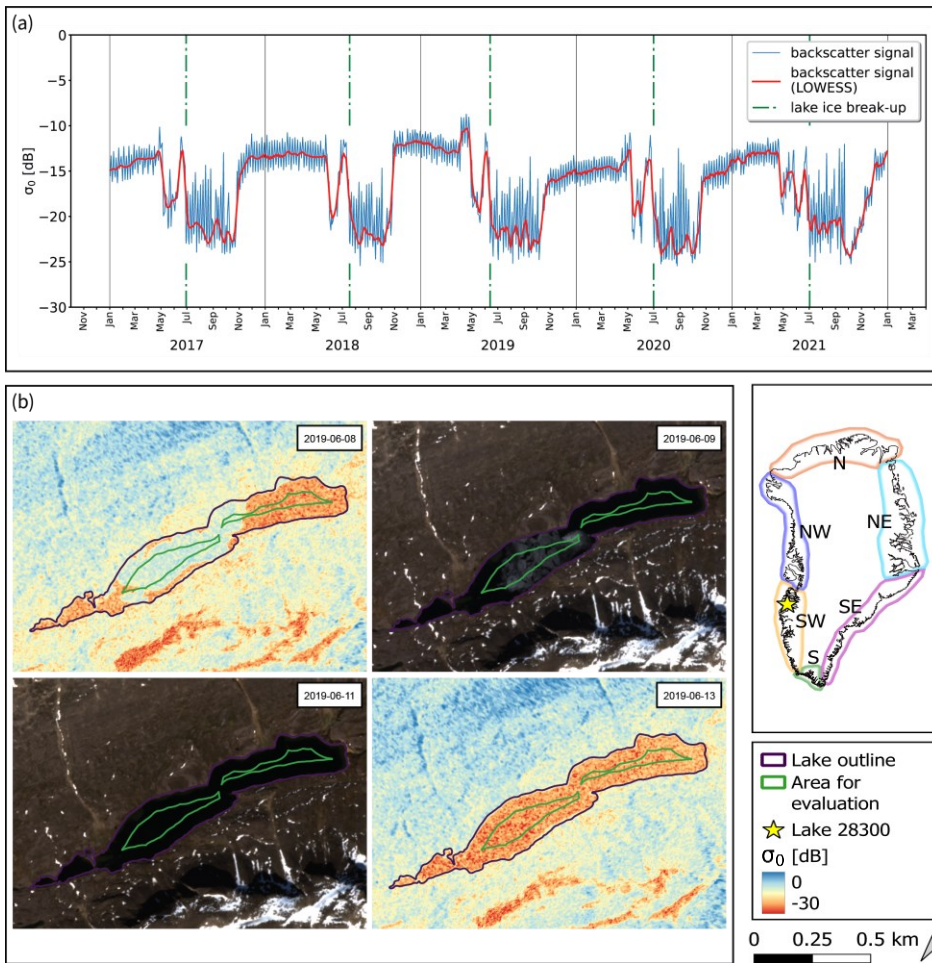 (a)
0
−5
−10
−15
−20
−25
−30
σ0 [dB]
backscatter signal
backscatter signal
(LOWESS)
lake ice break-up
Nov
Jan
Mar
May
Jul
Sep
Nov
Jan
Mar
May
Jul
Sep
Nov
Jan
Mar
May
Jul
Sep
Nov
Jan
Mar
May
Jul
Sep
Nov
Jan
Mar
May
Jul
Sep
Nov
Jan
Mar
2017
2018
2019
2020
2021
(b)
2019-06-08
2019-06-09
2019-06-11
2019-06-13
N
NW
NE
SW
SE
S
Lake outline
Area for
evaluation
Lake 28300
σ0 [dB]
0
-30
0 0.25 0.5 km